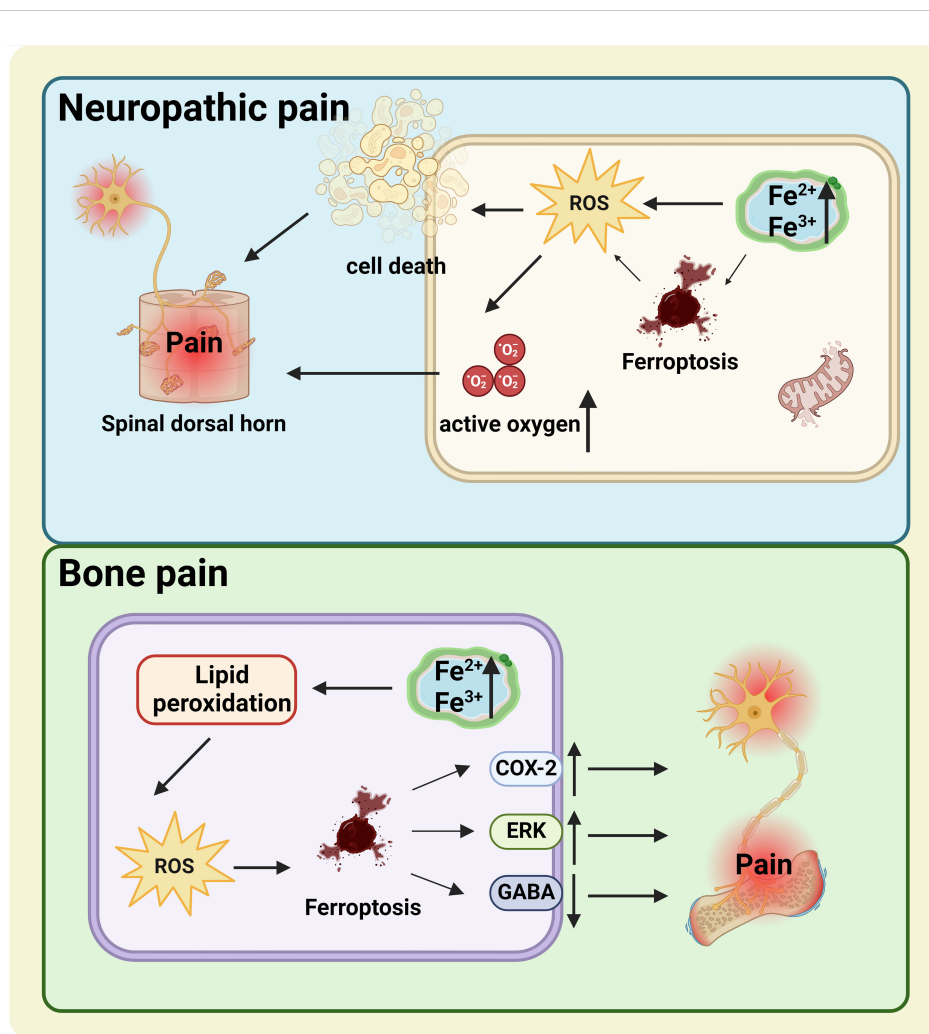 Neuropathic pain
ROS
Fe²⁺
Fe³⁺
cell death
Pain
Ferroptosis
•O₂⁻
•O₂⁻ •O₂⁻
Spinal dorsal horn
active oxygen
Bone pain
Lipid
peroxidation
Fe²⁺
Fe³⁺
COX-2
ERK
ROS
Pain
GABA
Ferroptosis